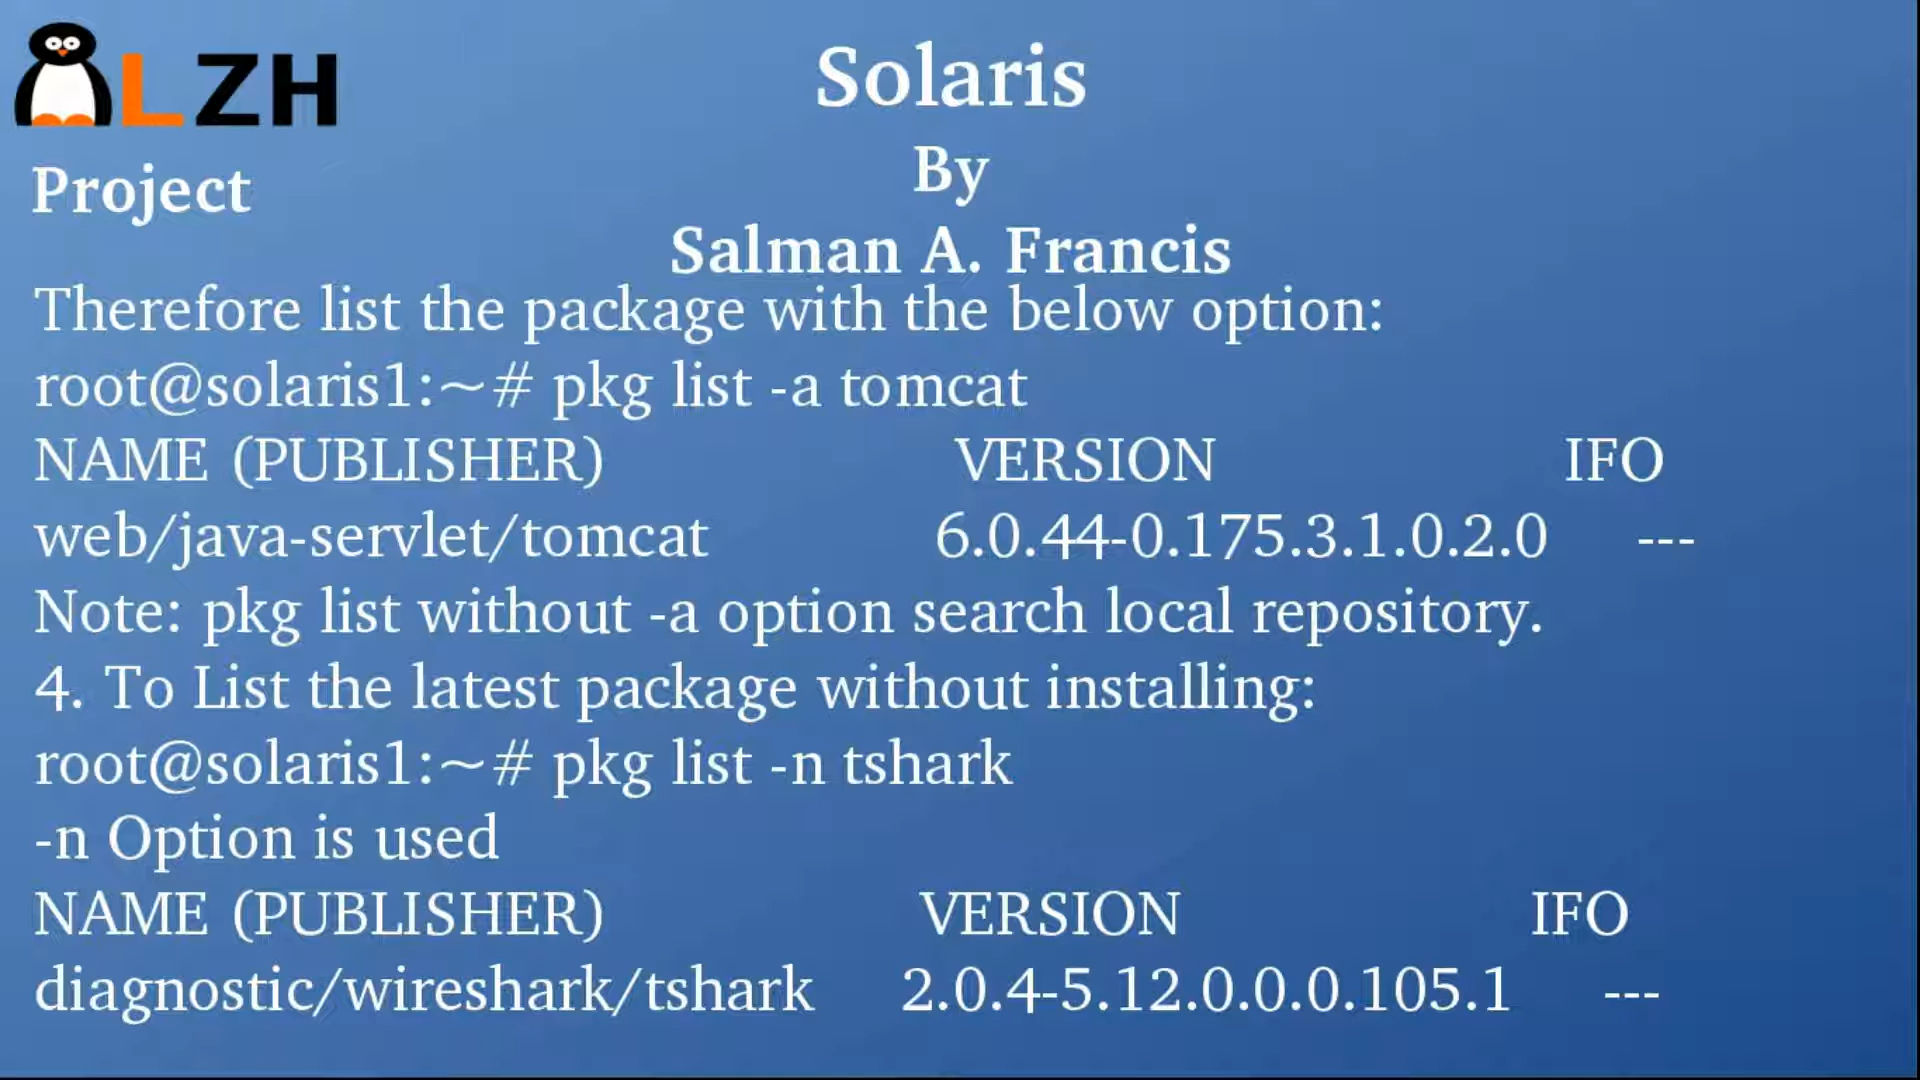 LZH
Solaris
By
Project
Salman A. Francis
Therefore list the package with the below option:
root@solaris1:~# pkg list -a tomcat
NAME (PUBLISHER) VERSION IFO
web/java-servlet/tomcat 6.0.44-0.175.3.1.0.2.0 ---
Note: pkg list without -a option search local repository.
4. To List the latest package without installing:
root@solaris1:~# pkg list -n tshark
-n Option is used
NAME (PUBLISHER) VERSION IFO
diagnostic/wireshark/tshark 2.0.4-5.12.0.0.0.105.1 ---